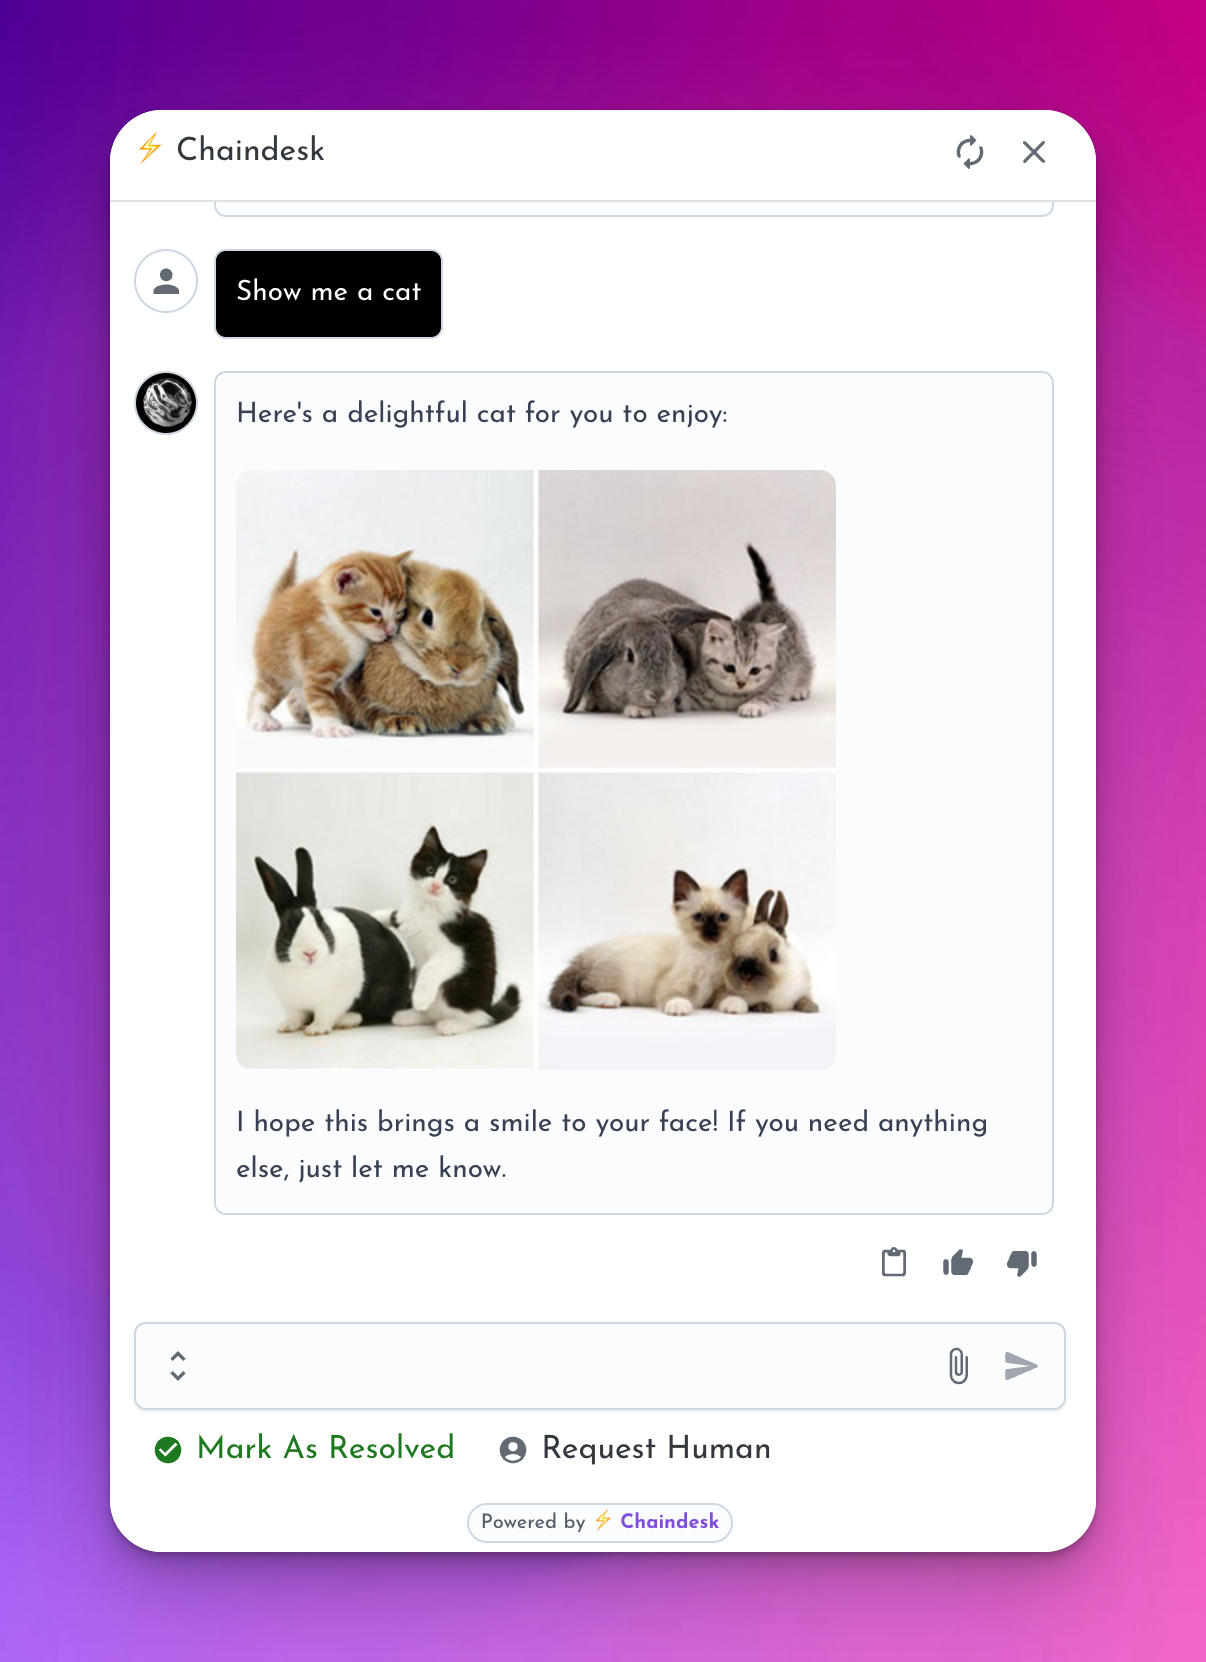 ⚡ Chaindesk
Show me a cat
Here's a delightful cat for you to enjoy:
I hope this brings a smile to your face! If you need anything
else, just let me know.
Mark As Resolved
Request Human
Powered by ⚡ Chaindesk